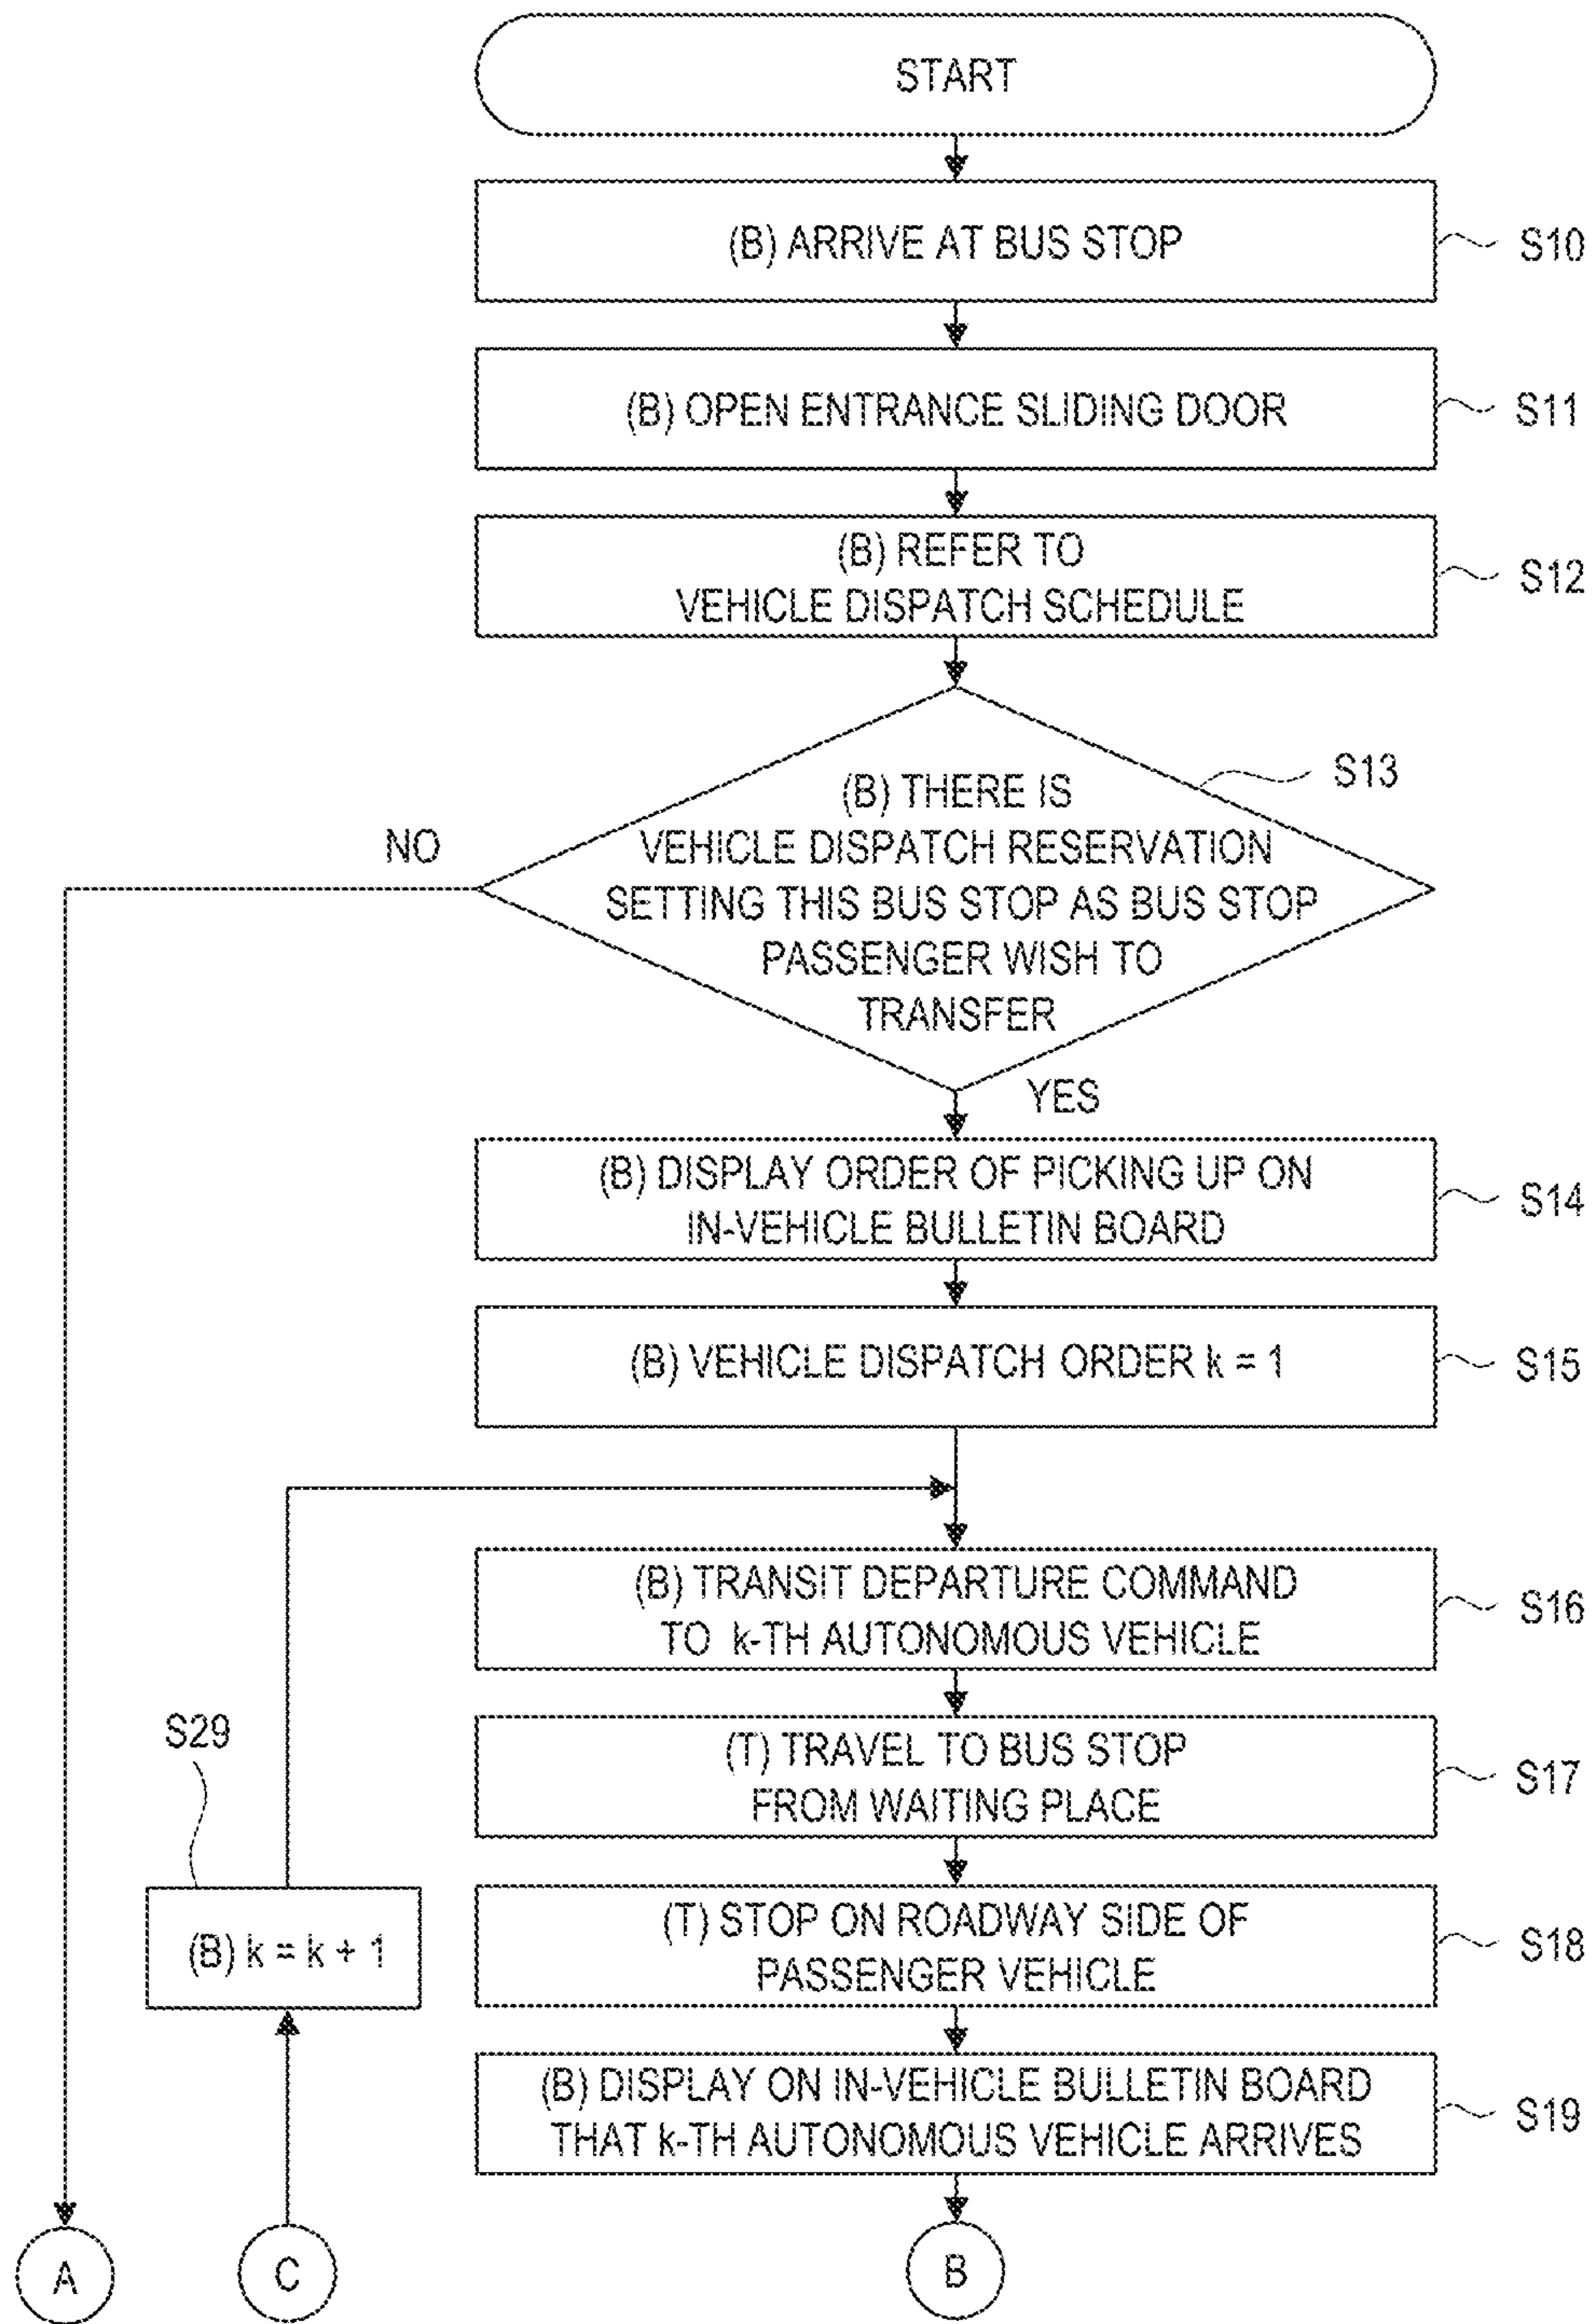 START
(B) ARRIVE AT BUS STOP
S10
(B) OPEN ENTRANCE SLIDING DOOR
S11
(B) REFER TO
VEHICLE DISPATCH SCHEDULE
S12
S13
(B) THERE IS
VEHICLE DISPATCH RESERVATION
SETTING THIS BUS STOP AS BUS STOP
PASSENGER WISH TO
TRANSFER
NO
YES
(B) DISPLAY ORDER OF PICKING UP ON
IN-VEHICLE BULLETIN BOARD
S14
(B) VEHICLE DISPATCH ORDER k = 1
S15
(B) TRANSIT DEPARTURE COMMAND
TO k-TH AUTONOMOUS VEHICLE
S16
(T) TRAVEL TO BUS STOP
FROM WAITING PLACE
S17
S29
(B) k = k + 1
(T) STOP ON ROADWAY SIDE OF
PASSENGER VEHICLE
S18
(B) DISPLAY ON IN-VEHICLE BULLETIN BOARD
THAT k-TH AUTONOMOUS VEHICLE ARRIVES
S19
A
C
B